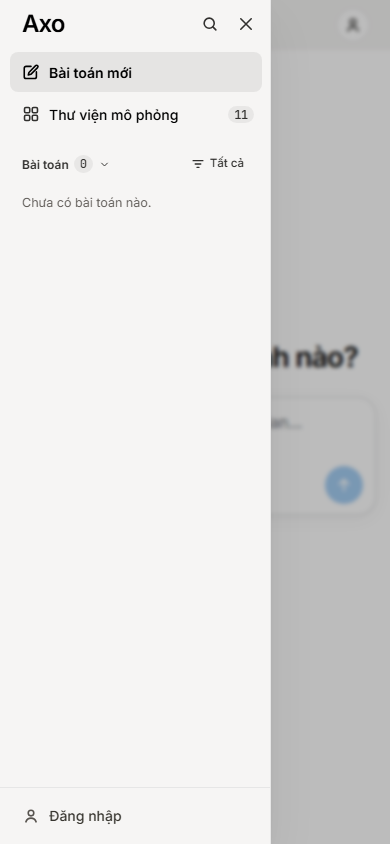 Axo
Bài toán mới
Thư viện mô phỏng 11
Bài toán 0 Tất cả
Chưa có bài toán nào.
nào?
Đăng nhập